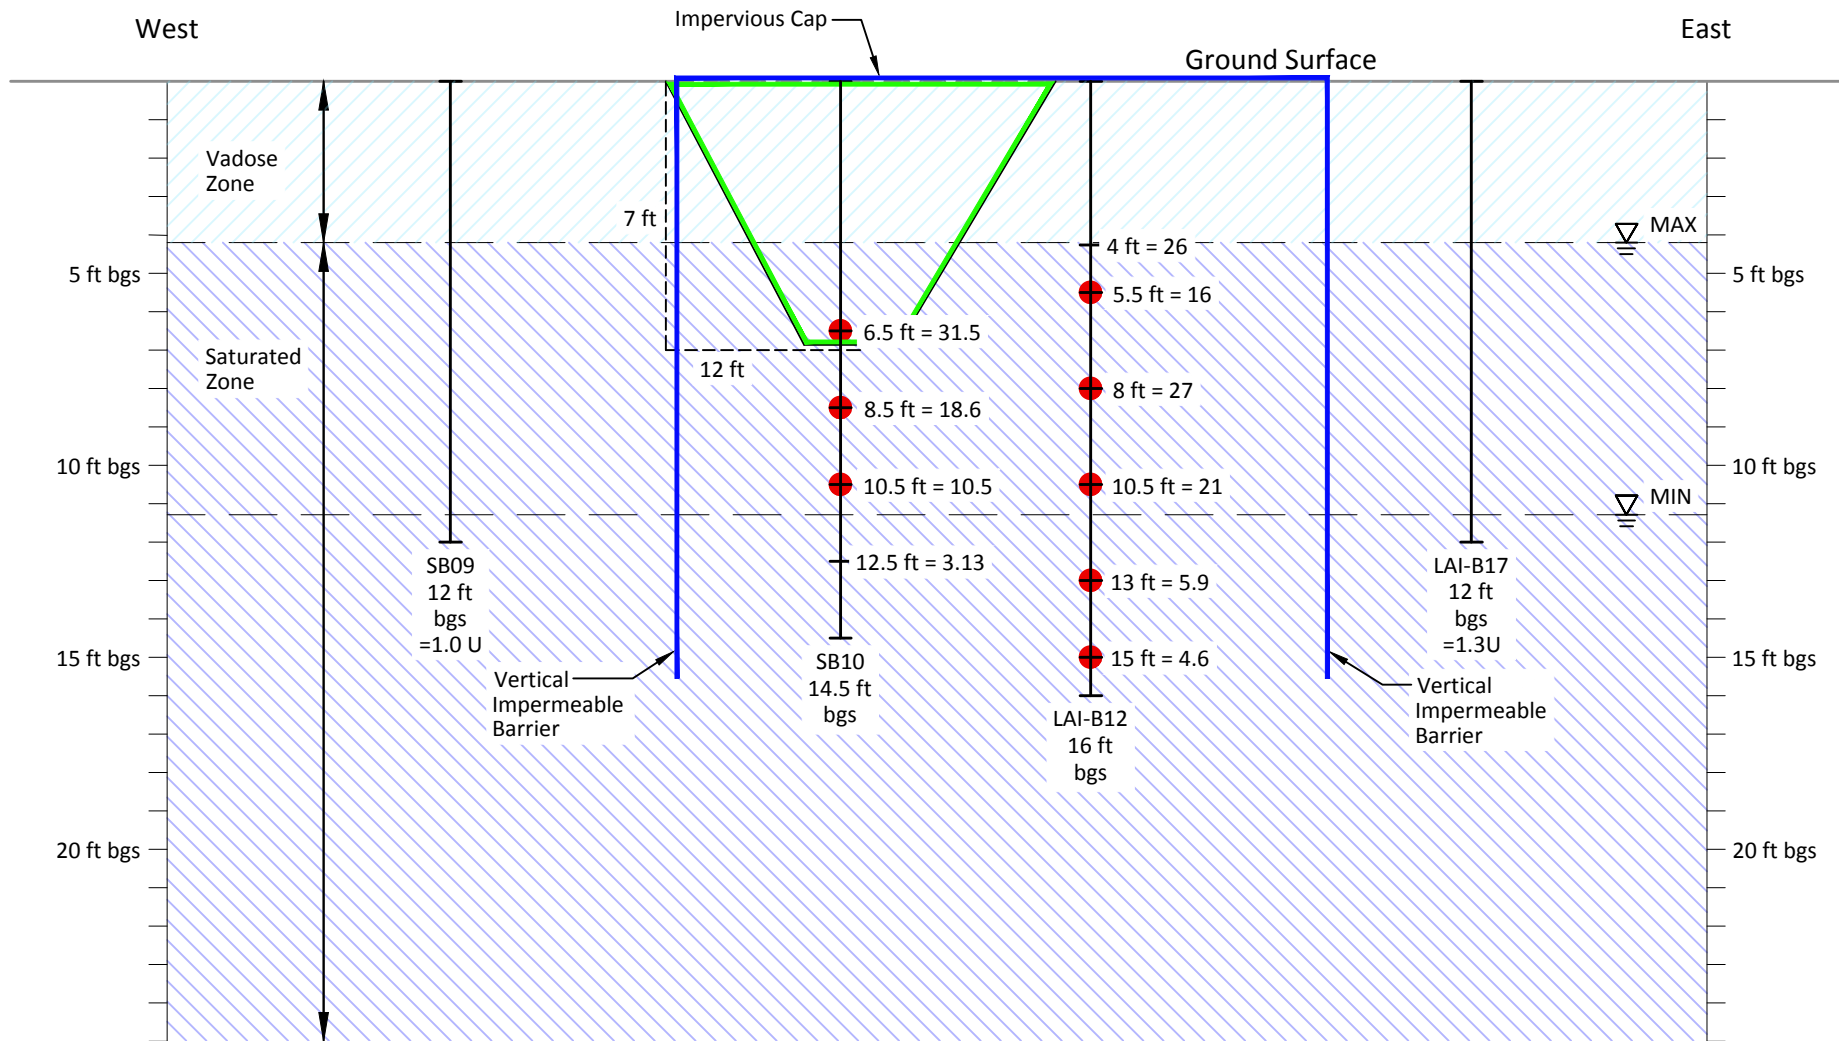 West
Impervious Cap
East
Ground Surface
Vadose
Zone
7 ft
MAX
4 ft = 26
5 ft bgs
5 ft bgs
5.5 ft = 16
6.5 ft = 31.5
Saturated
Zone
12 ft
8 ft = 27
8.5 ft = 18.6
10 ft bgs
10 ft bgs
10.5 ft = 10.5
10.5 ft = 21
MIN
12.5 ft = 3.13
SB09
12 ft
bgs
=1.0 U
13 ft = 5.9
LAI-B17
12 ft
bgs
=1.3U
15 ft bgs
15 ft bgs
SB10
14.5 ft
bgs
15 ft = 4.6
Vertical
Impermeable
Barrier
Vertical
Impermeable
Barrier
LAI-B12
16 ft
bgs
20 ft bgs
20 ft bgs